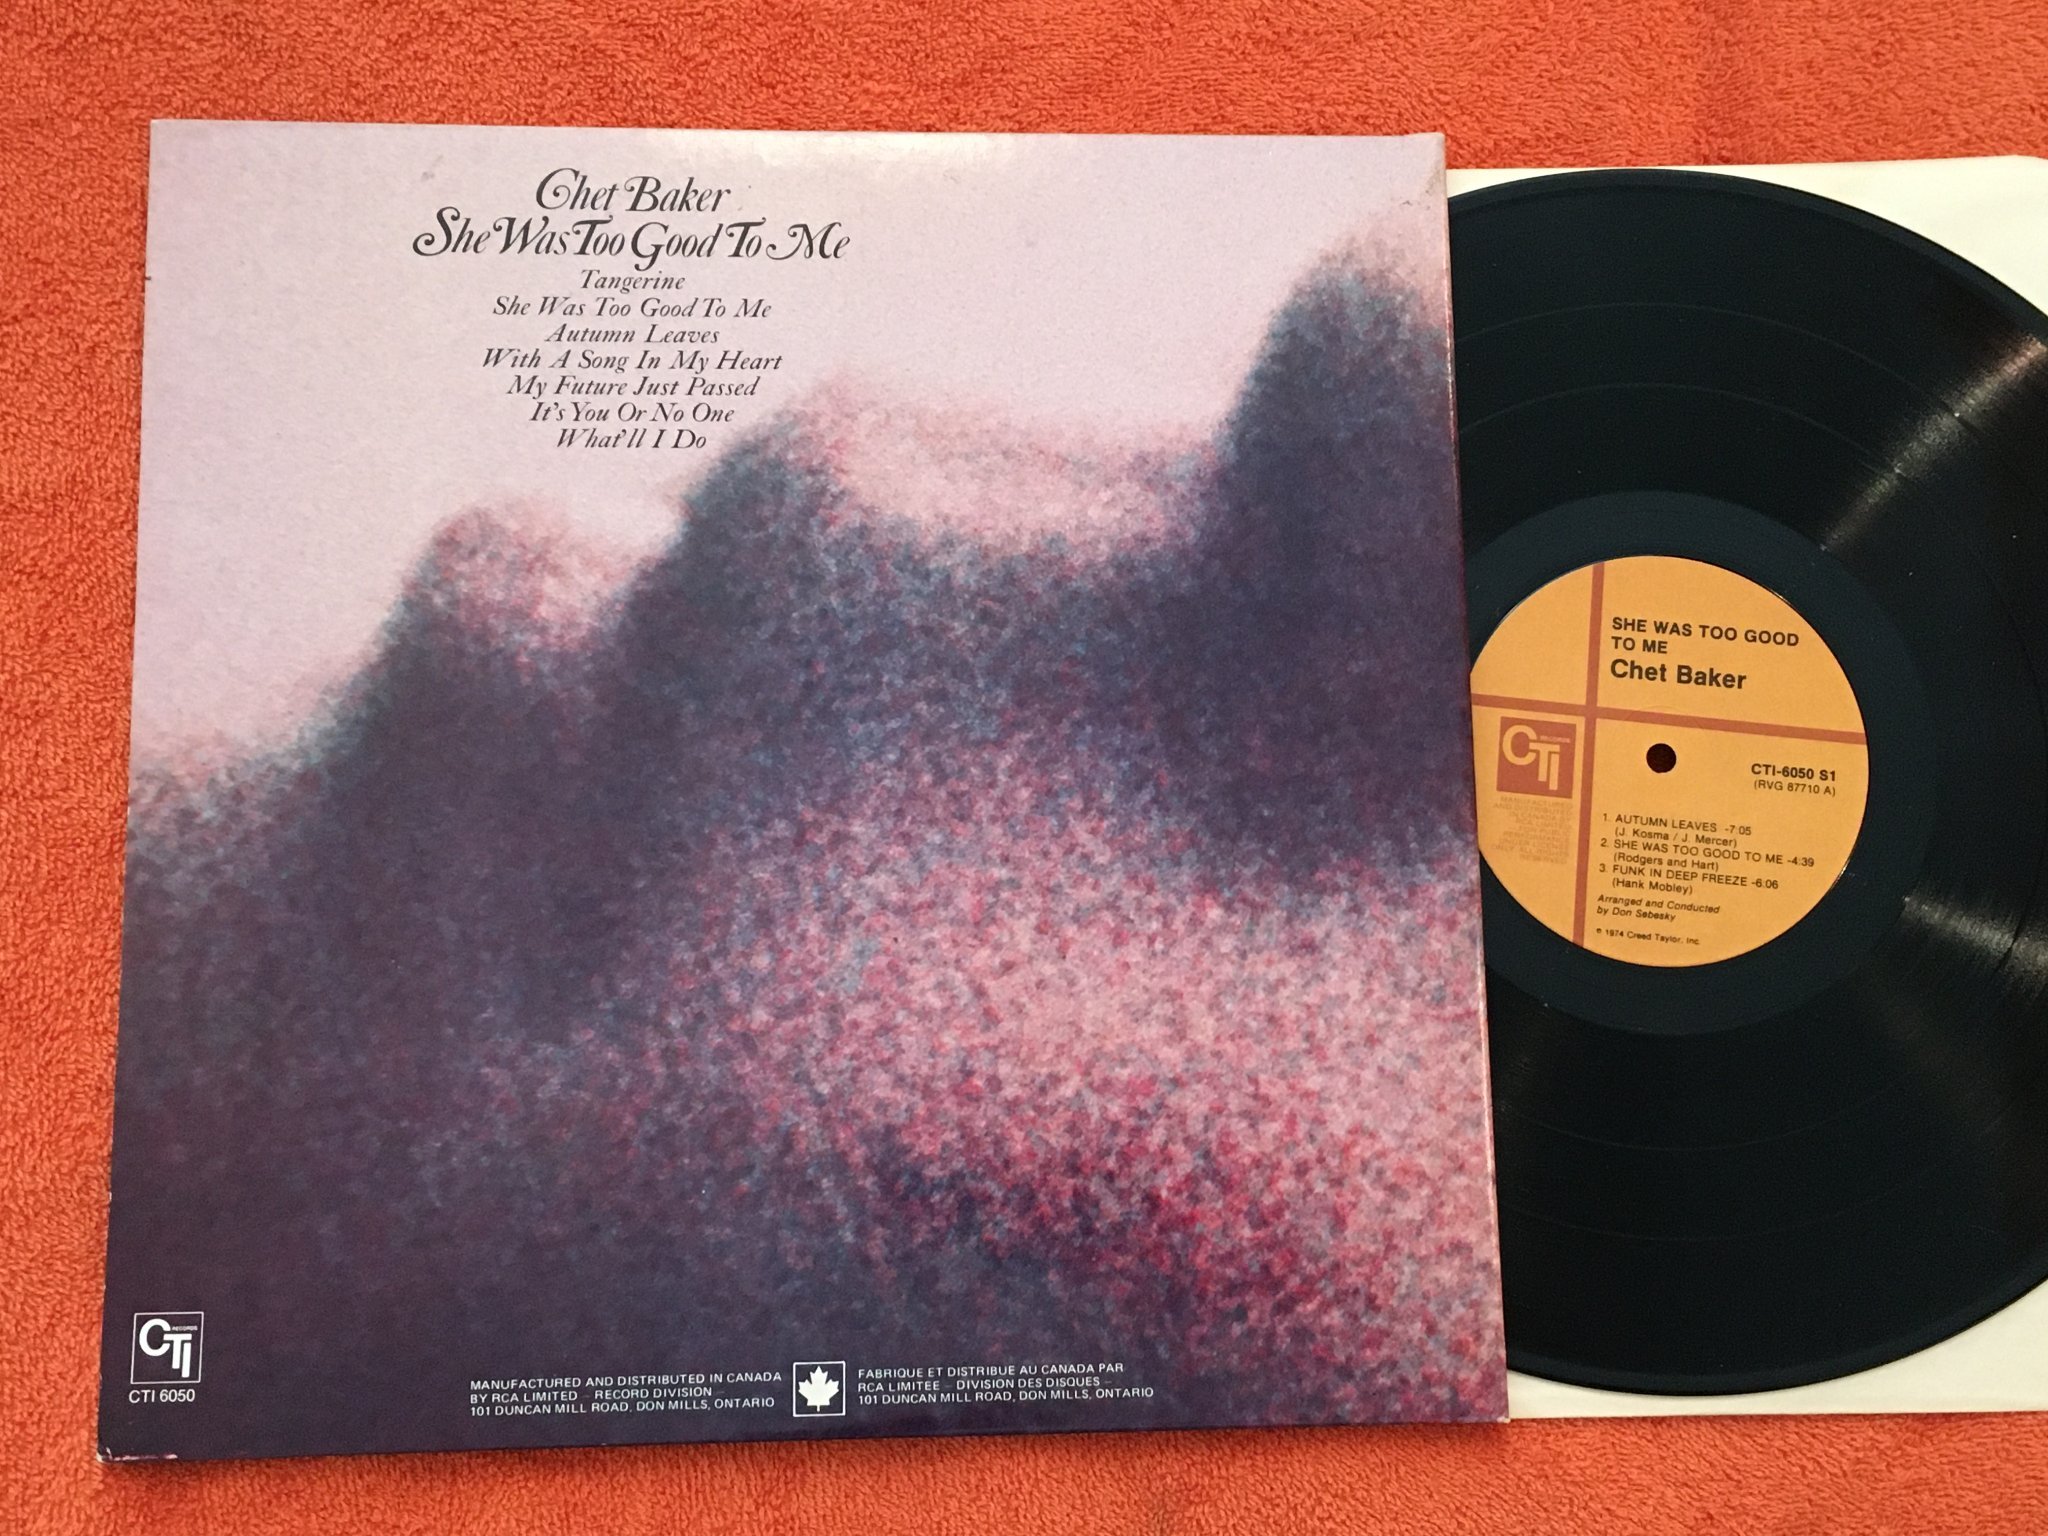 Chet Baker
She Was Too Good To Me
Tangerine
She Was Too Good To Me
Autumn Leaves
With A Song In My Heart
My Future Just Passed
It's You Or No One
What'll I Do
CTI RECORDS
CTI 6050
MANUFACTURED AND DISTRIBUTED IN CANADA
BY RCA LIMITED – RECORD DIVISION –
101 DUNCAN MILL ROAD, DON MILLS, ONTARIO
FABRIQUE ET DISTRIBUE AU CANADA PAR
RCA LIMITEE – DIVISION DES DISQUES –
101 DUNCAN MILL ROAD, DON MILLS, ONTARIO
SHE WAS TOO GOOD
TO ME
Chet Baker
CTI RECORDS
CTI-6050 S1
(RVG 87710 A)
1. AUTUMN LEAVES -7:05
(J. Kosma / J. Mercer)
2. SHE WAS TOO GOOD TO ME -4:39
(Rodgers and Hart)
3. FUNK IN DEEP FREEZE -6:06
(Hank Mobley)
Arranged and Conducted
by Don Sebesky
℗ 1974 Creed Taylor, Inc.
MANUFACTURED
AND DISTRIBUTED